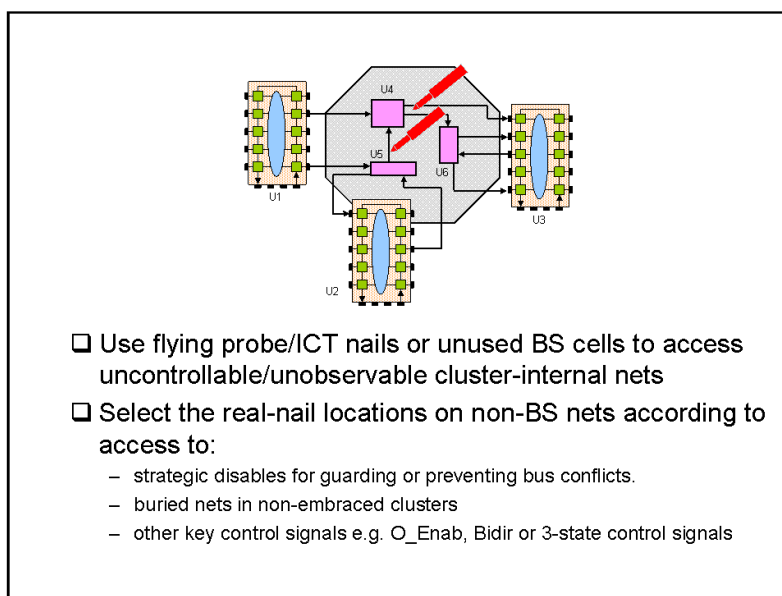 U4
U5
U6
U1
U3
U2
Use flying probe/ICT nails or unused BS cells to access
uncontrollable/unobservable cluster-internal nets
Select the real-nail locations on non-BS nets according to
access to:
– strategic disables for guarding or preventing bus conflicts.
– buried nets in non-embraced clusters
– other key control signals e.g. O_Enab, Bidir or 3-state control signals